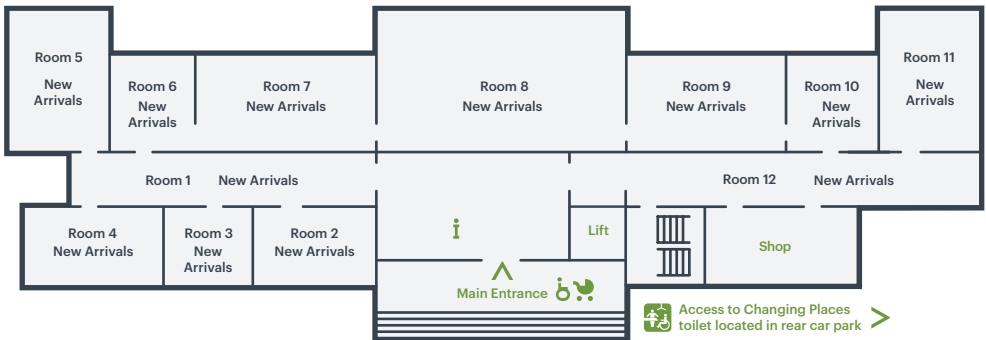 Room 5
New
Arrivals
Room 6
New
Arrivals
Room 7
New Arrivals
Room 8
New Arrivals
Room 9
New Arrivals
Room 10
New
Arrivals
Room 11
New
Arrivals
Room 1 New Arrivals
Room 12 New Arrivals
Room 4
New Arrivals
Room 3
New
Arrivals
Room 2
New Arrivals
i
Lift
Shop
Main Entrance
Access to Changing Places
toilet located in rear car park